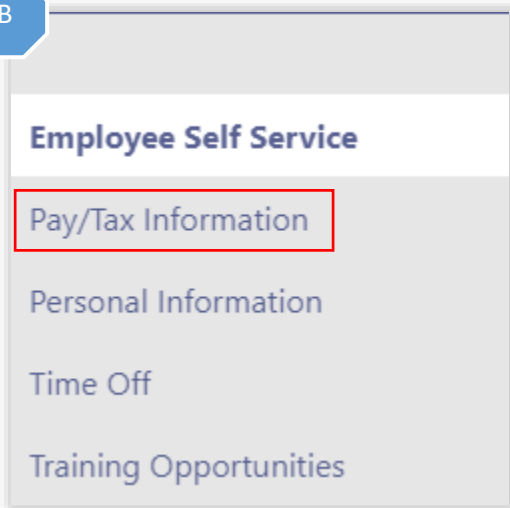 B
Employee Self Service
Pay/Tax Information
Personal Information
Time Off
Training Opportunities